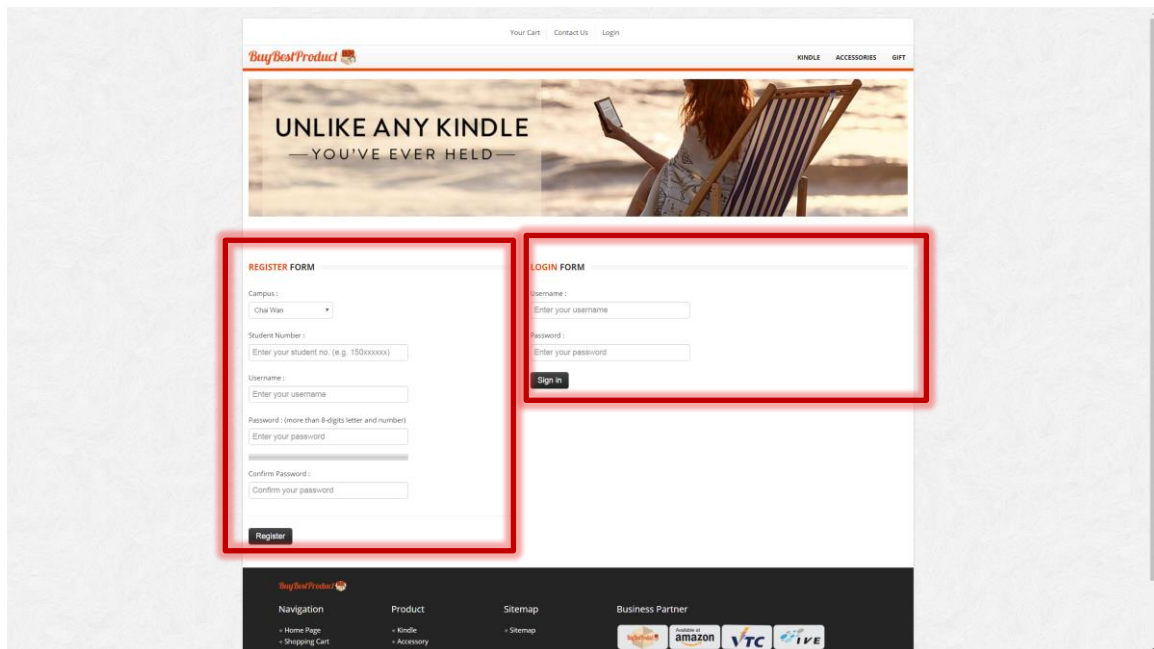 Your Cart Contact Us Login
BuyBestProduct
KINDLE ACCESSORIES GIFT
UNLIKE ANY KINDLE
—YOU'VE EVER HELD—
REGISTER FORM
Campus :
Chai Wan
Student Number :
Enter your student no. (e.g. 150xxxxxx)
Username :
Enter your username
Password : (more than 8-digits letter and number)
Enter your password
Confirm Password :
Confirm your password
Register
LOGIN FORM
Username :
Enter your username
Password :
Enter your password
Sign in
BuyBestProduct
Navigation Product Sitemap Business Partner
» Home Page » Kindle » Sitemap
» Shopping Cart » Accessory
BuyBestProduct Available at amazon VTC IVE